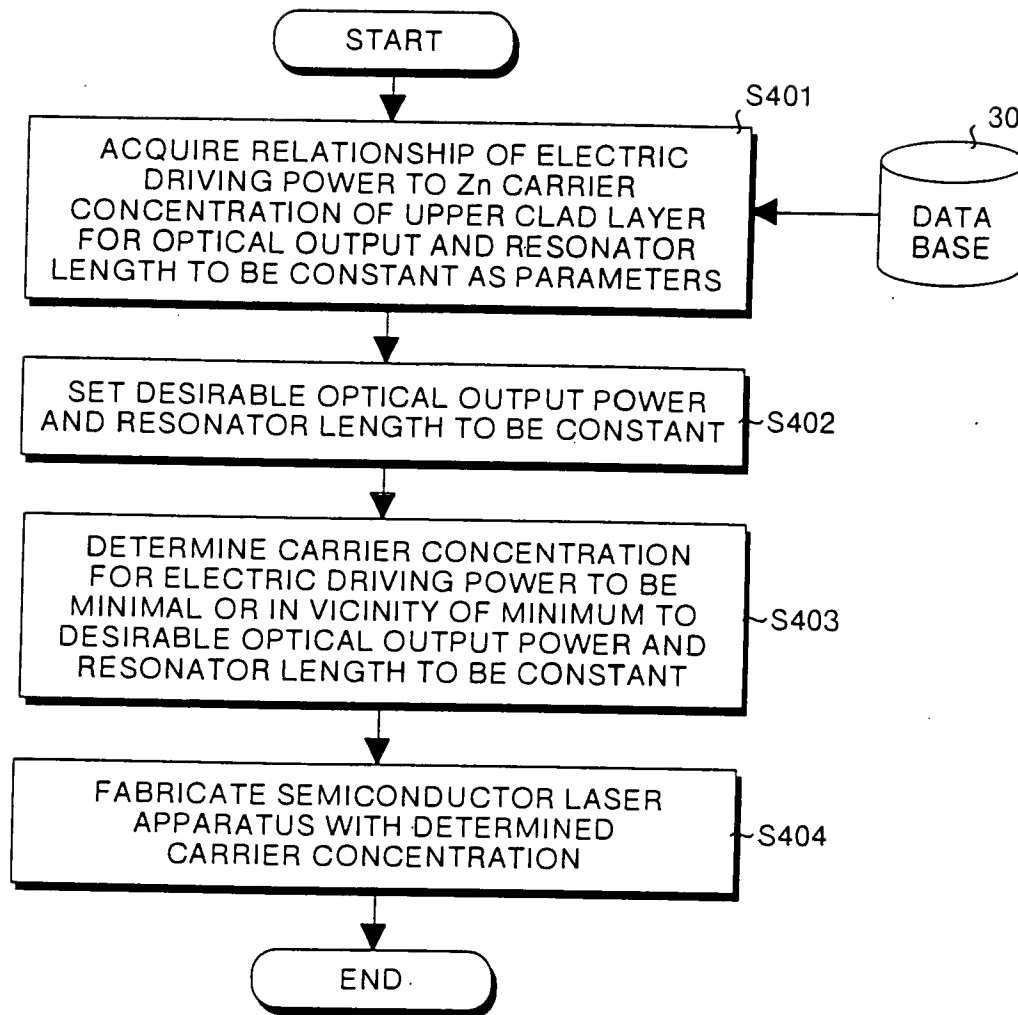 START
S401
30
ACQUIRE RELATIONSHIP OF ELECTRIC
DRIVING POWER TO Zn CARRIER
CONCENTRATION OF UPPER CLAD LAYER
FOR OPTICAL OUTPUT AND RESONATOR
LENGTH TO BE CONSTANT AS PARAMETERS
DATA
BASE
SET DESIRABLE OPTICAL OUTPUT POWER
AND RESONATOR LENGTH TO BE CONSTANT
S402
DETERMINE CARRIER CONCENTRATION
FOR ELECTRIC DRIVING POWER TO BE
MINIMAL OR IN VICINITY OF MINIMUM TO
DESIRABLE OPTICAL OUTPUT POWER AND
RESONATOR LENGTH TO BE CONSTANT
S403
FABRICATE SEMICONDUCTOR LASER
APPARATUS WITH DETERMINED
CARRIER CONCENTRATION
S404
END